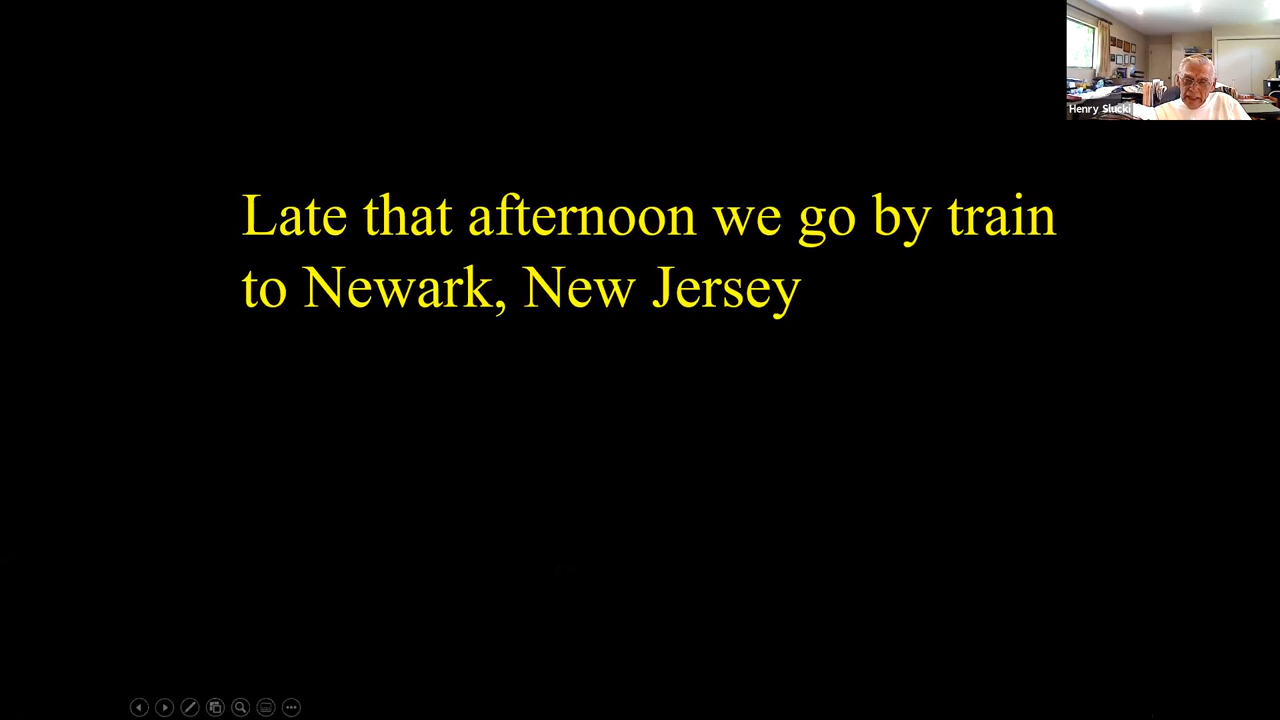 Henry Slucki
Late that afternoon we go by train
to Newark, New Jersey